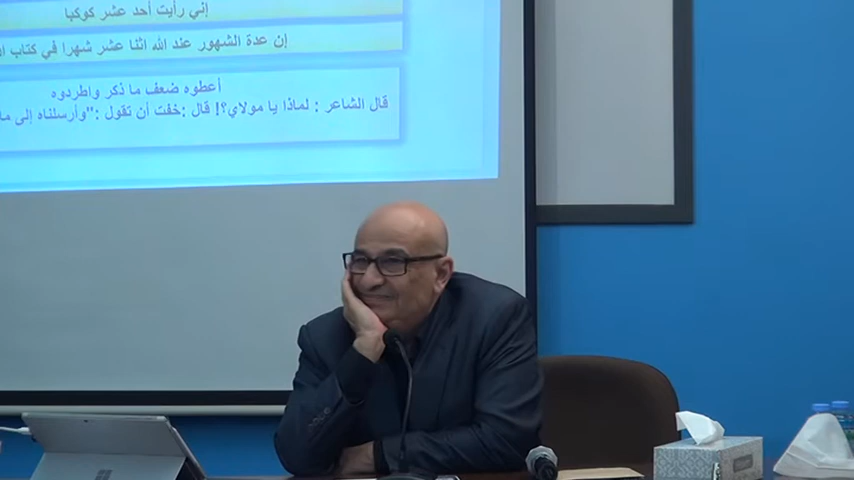 إني رأيت أحد عشر كوكبا
إن عدة الشهور عند الله اثنا عشر شهرا في كتاب
أعطوه ضعف ما ذكر واطردوه
قال الشاعر : لماذا يا مولاي؟! قال :خفت أن تقول :"وأرسلناه إلى